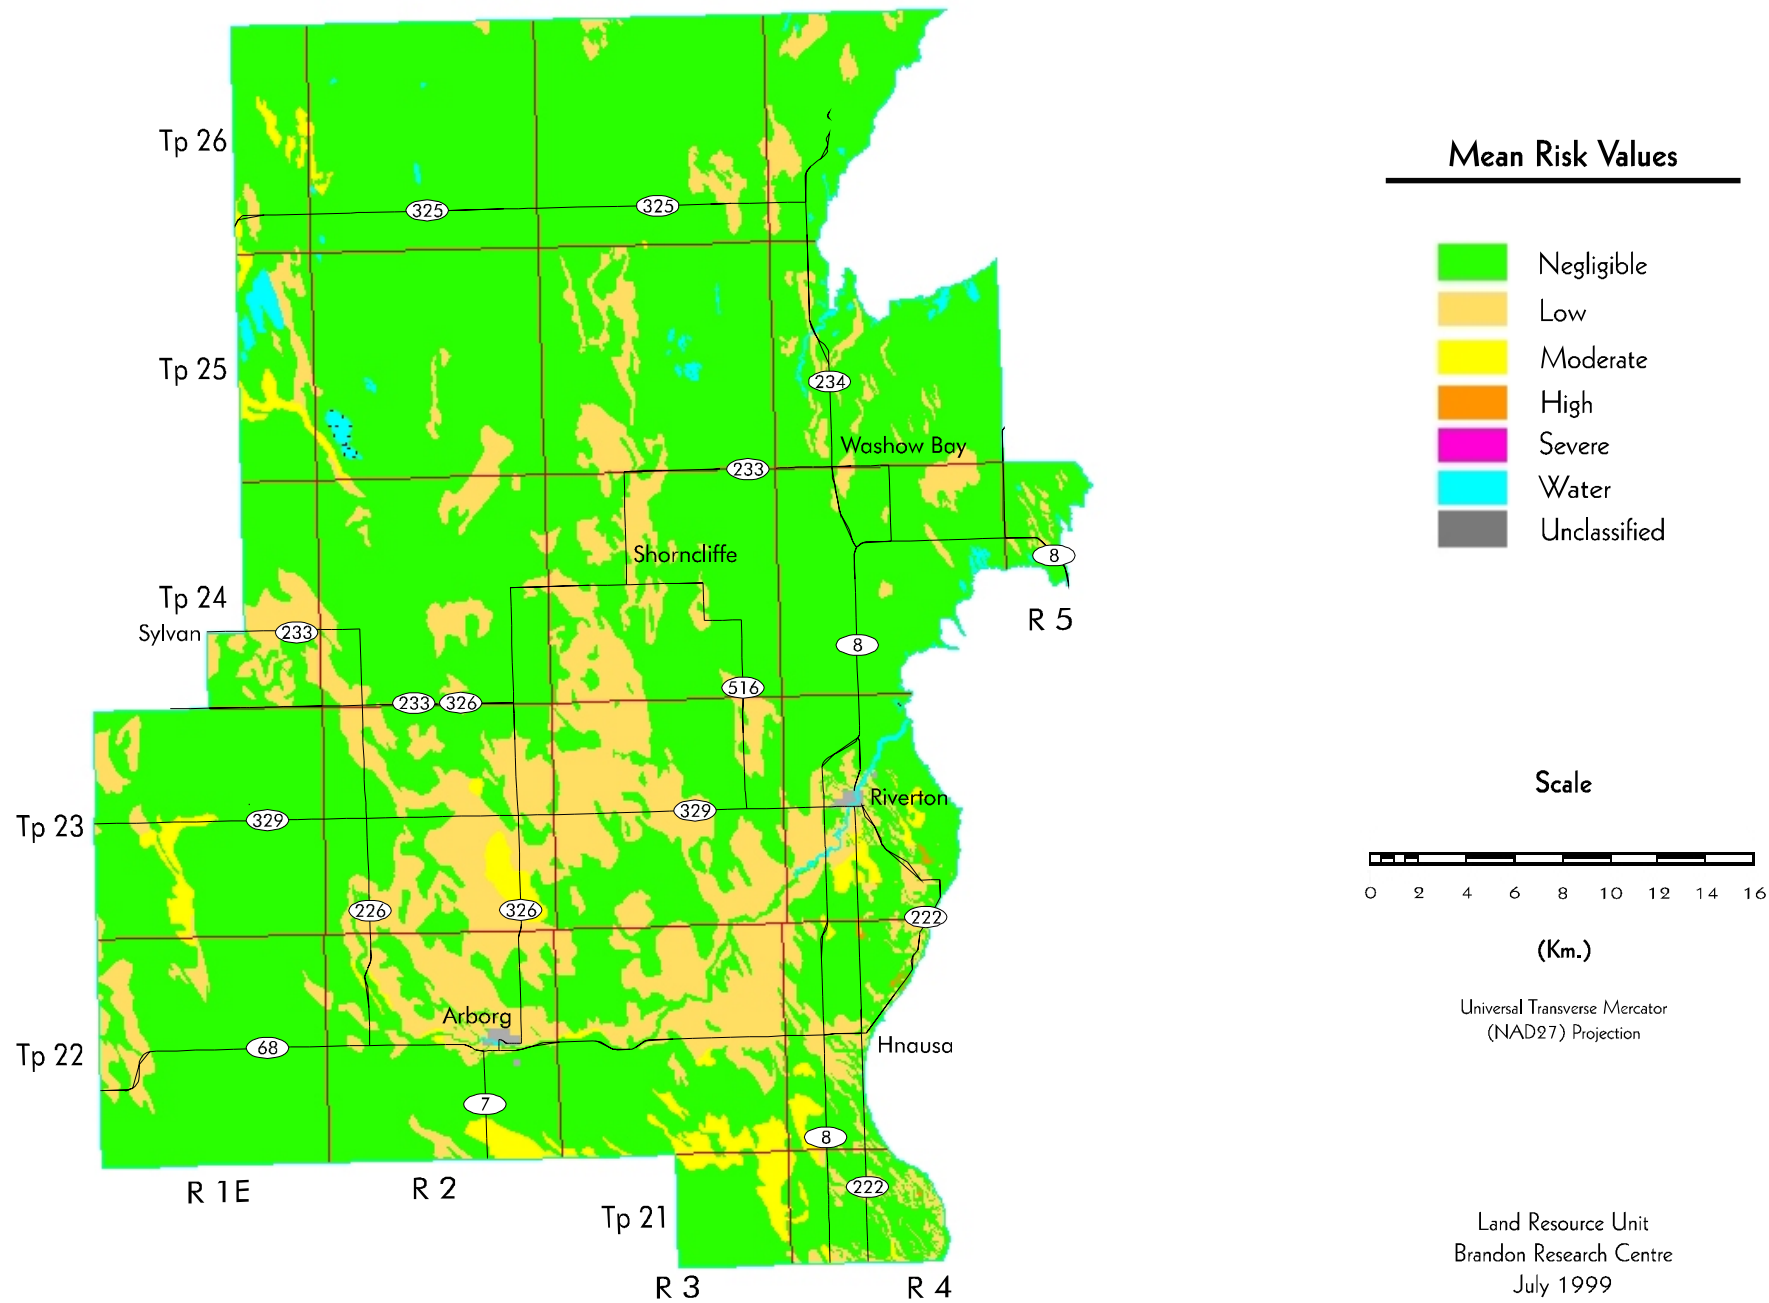 Tp 26
325
325
Tp 25
234
Washow Bay
233
Shorncliffe
8
R 5
Tp 24
Sylvan
233
8
516
233
326
Riverton
329
329
Tp 23
226
326
222
Arborg
Hnausa
68
Tp 22
7
8
222
R 1E
R 2
Tp 21
R 3
R 4
Mean Risk Values
Negligible
Low
Moderate
High
Severe
Water
Unclassified
Scale
0 2 4 6 8 10 12 14 16
(Km.)
Universal Transverse Mercator
(NAD27) Projection
Land Resource Unit
Brandon Research Centre
July 1999